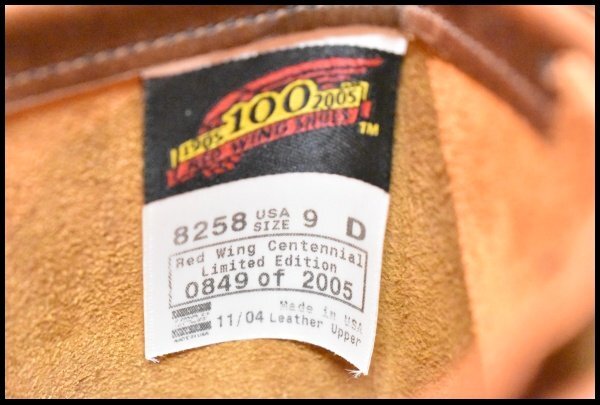 1905 100 2005
RED WING SHOES TM
8258 USA SIZE 9 D
Red Wing Centennial
Limited Edition
0849 of 2005
Made in USA
11/04 Leather Upper